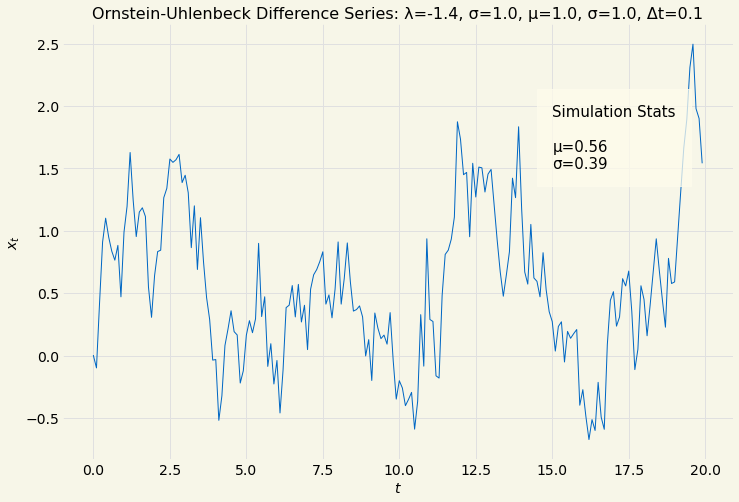 Ornstein-Uhlenbeck Difference Series: λ=-1.4, σ=1.0, μ=1.0, σ=1.0, Δt=0.1
2.5
2.0
1.5
1.0
0.5
0.0
−0.5
x_t
Simulation Stats
μ=0.56
σ=0.39
0.0 2.5 5.0 7.5 10.0 12.5 15.0 17.5 20.0
t